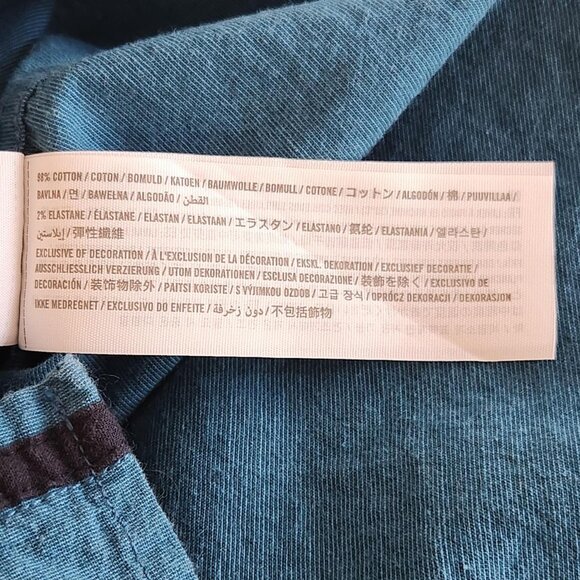 98% COTTON / COTON / BOMULD / KATOEN / BAUMWOLLE / BOMULL / COTONE / コットン / ALGODÓN / 棉 / PUUVILLAA /
BAVLNA / 면 / BAWEŁNA / ALGODÃO / القطن
2% ELASTANE / ÉLASTANE / ELASTAN / ELASTAAN / エラスタン / ELASTANO / 氨纶 / ELASTAANIA / 엘라스탄 /
إيلاستين / 彈性纖維
EXCLUSIVE OF DECORATION / À L'EXCLUSION DE LA DÉCORATION / EKSKL. DEKORATION / EXCLUSIEF DECORATIE /
AUSSCHLIESSLICH VERZIERUNG / UTOM DEKORATIONEN / ESCLUSA DECORAZIONE / 装飾を除く / EXCLUSIVO DE
DECORACIÓN / 装饰物除外 / PAITSI KORISTE / S VÝJIMKOU OZDOB / 고급 장식 / OPRÓCZ DEKORACJI / DEKORASJON
IKKE MEDREGNET / EXCLUSIVO DO ENFEITE / دون زخرفة / 不包括飾物